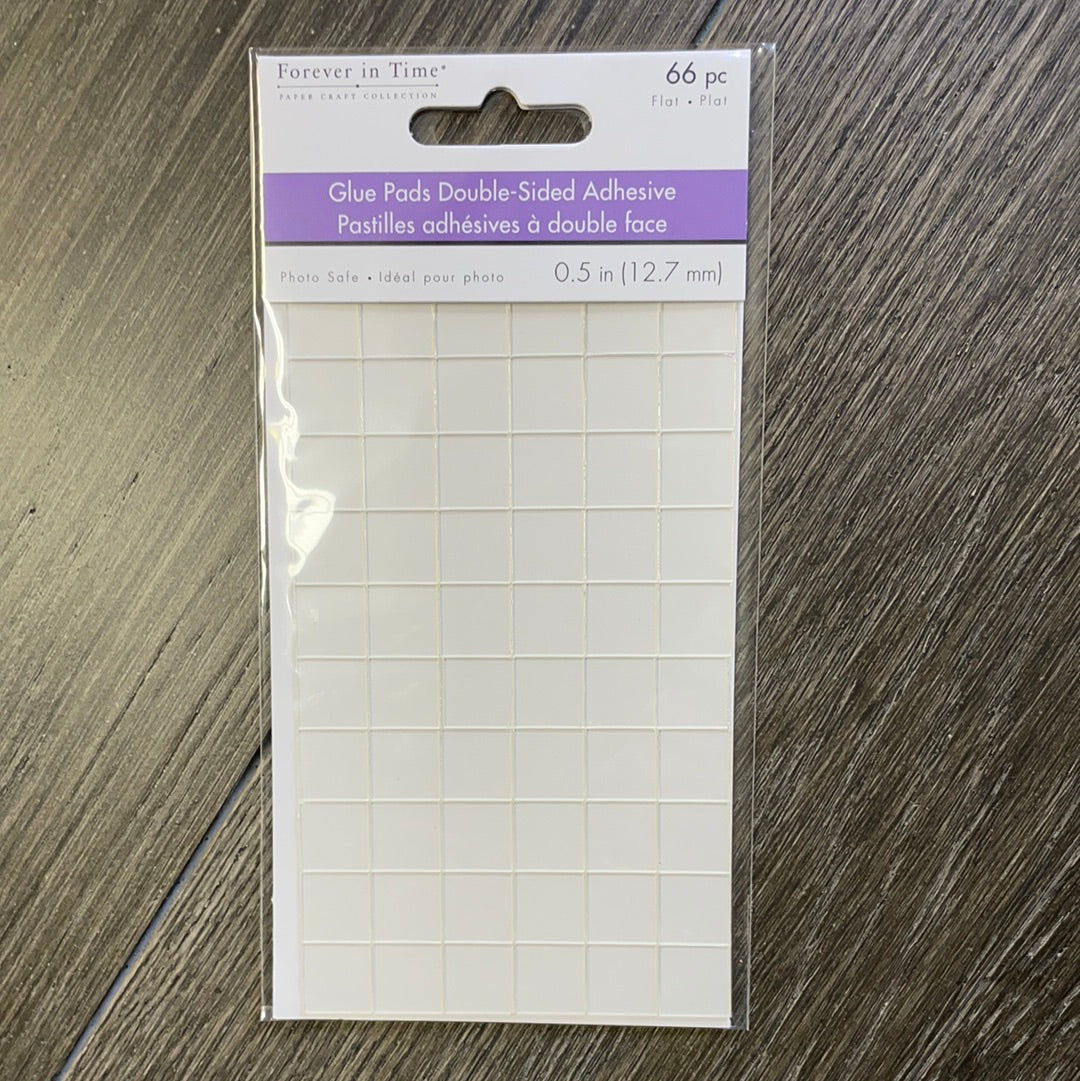 Forever in Time®
PAPER CRAFT COLLECTION
66 pc
Flat • Plat
Glue Pads Double-Sided Adhesive
Pastilles adhésives à double face
Photo Safe • Idéal pour photo
0.5 in (12.7 mm)